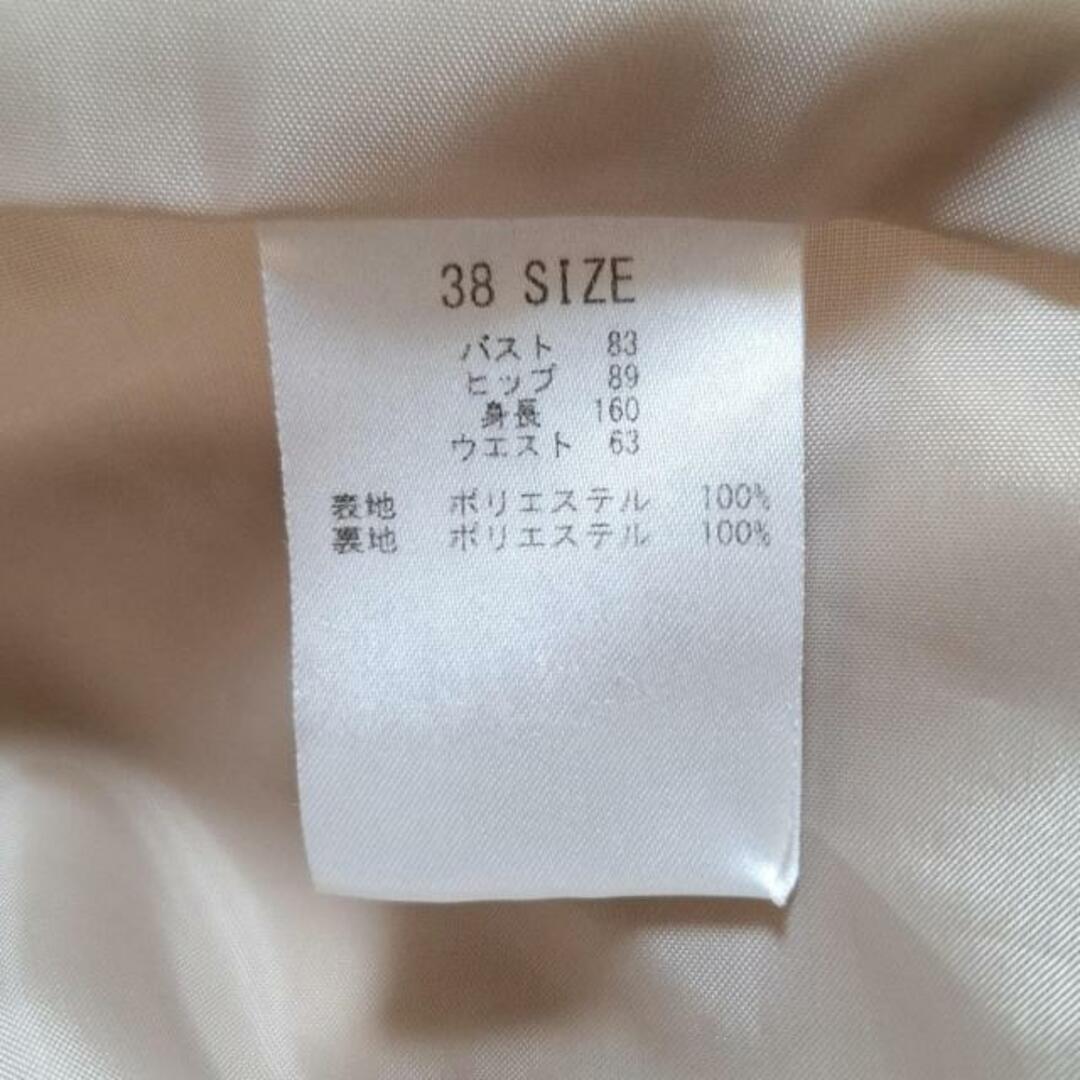 38 SIZE
バスト 83
ヒップ 89
身長 160
ウエスト 63
表地 ポリエステル 100%
裏地 ポリエステル 100%